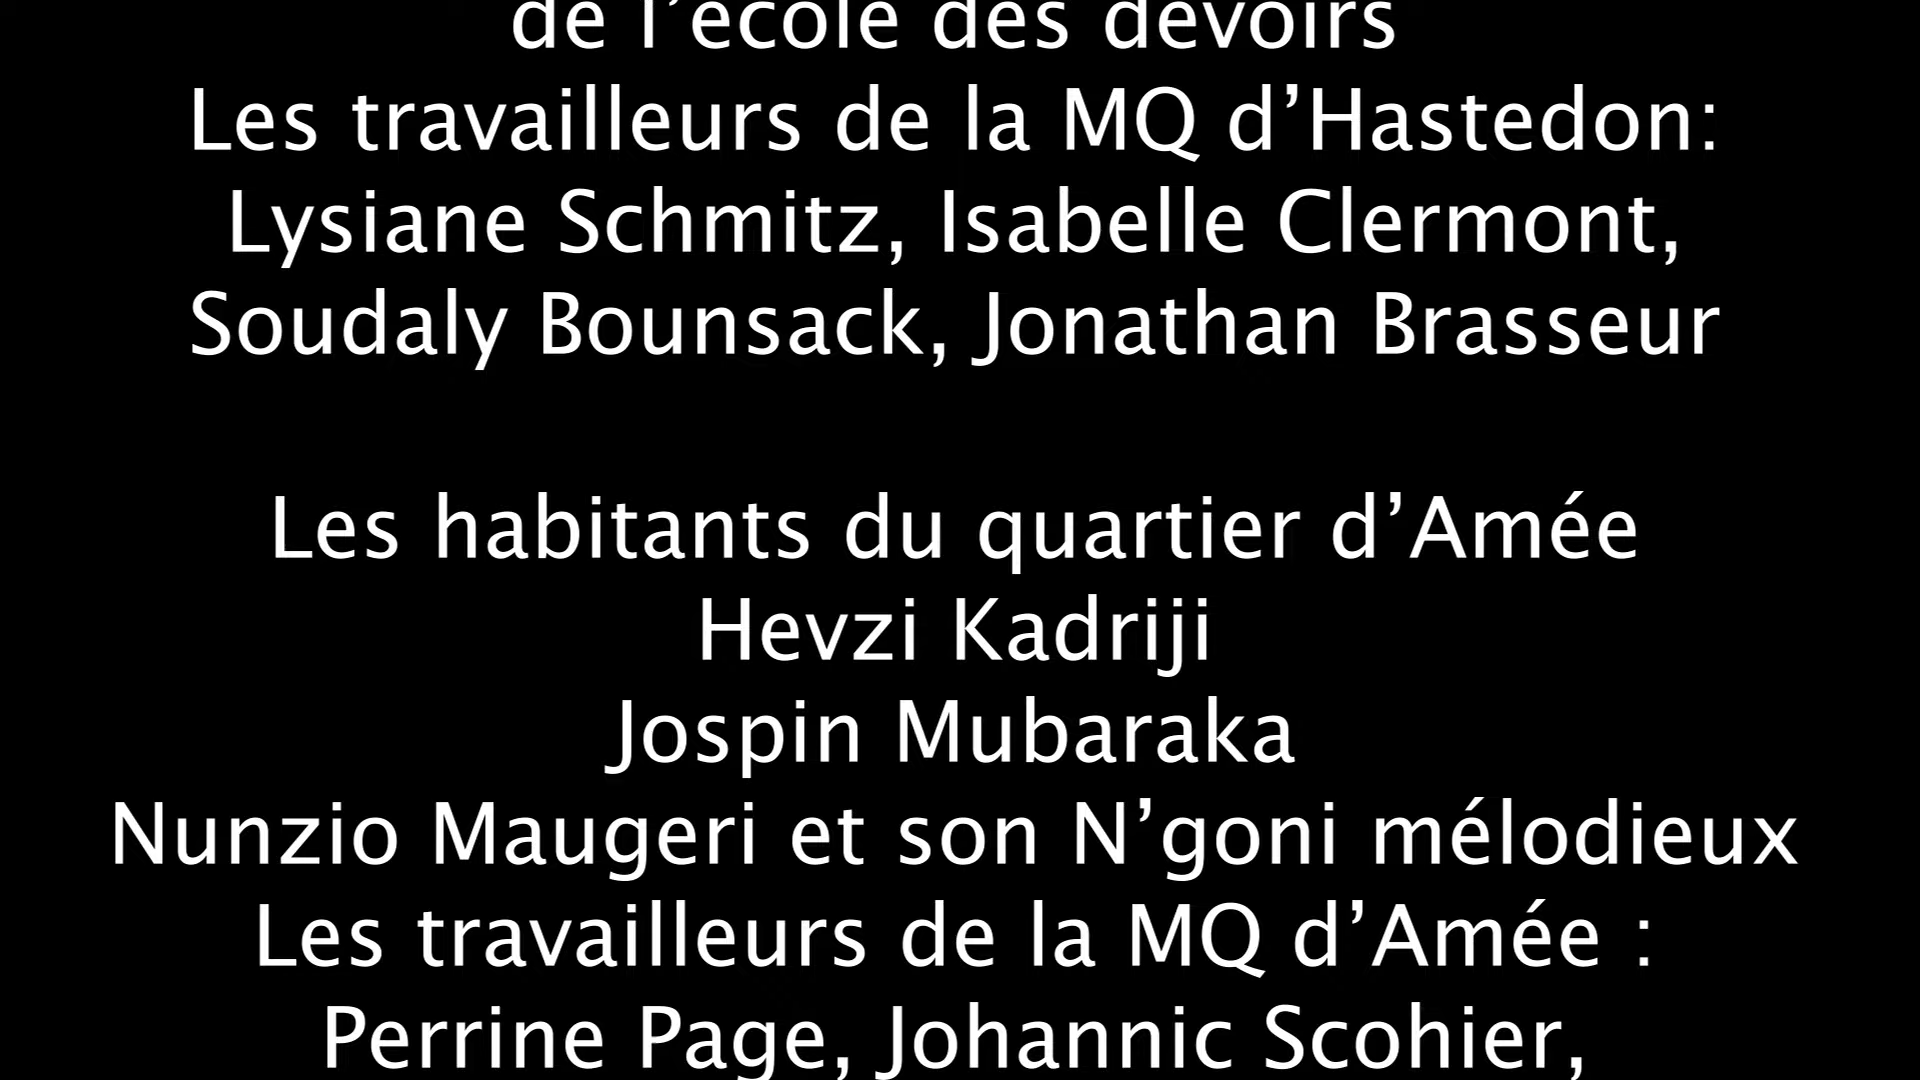 de l’école des devoirs
Les travailleurs de la MQ d’Hastedon:
Lysiane Schmitz, Isabelle Clermont,
Soudaly Bounsack, Jonathan Brasseur
Les habitants du quartier d’Amée
Hevzi Kadriji
Jospin Mubaraka
Nunzio Maugeri et son N’goni mélodieux
Les travailleurs de la MQ d’Amée :
Perrine Page, Johannic Scohier,